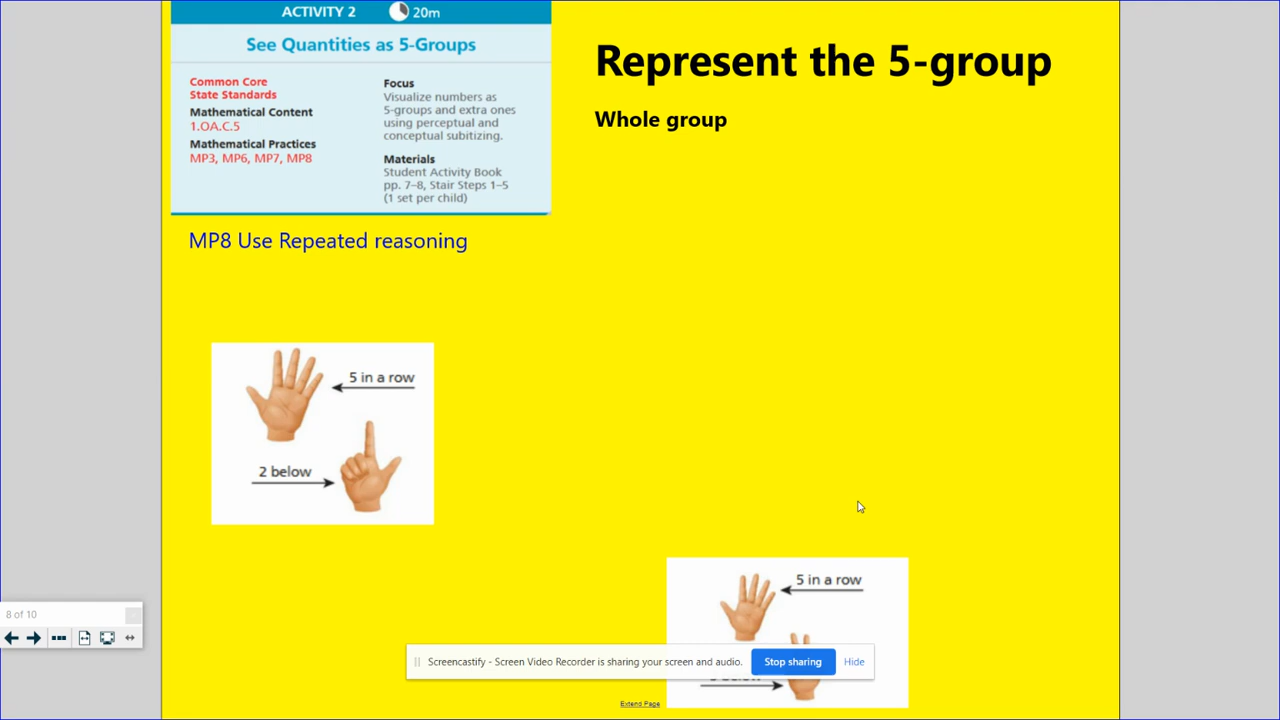 ACTIVITY 2 20m
See Quantities as 5-Groups
Common Core
State Standards
Mathematical Content
1.OA.C.5
Mathematical Practices
MP3, MP6, MP7, MP8
Focus
Visualize numbers as
5-groups and extra ones
using perceptual and
conceptual subitizing.
Materials
Student Activity Book
pp. 7–8, Stair Steps 1–5
(1 set per child)
Represent the 5-group
Whole group
MP8 Use Repeated reasoning
5 in a row
2 below
5 in a row
8 of 10
Screencastify - Screen Video Recorder is sharing your screen and audio. Stop sharing Hide
Extend Page